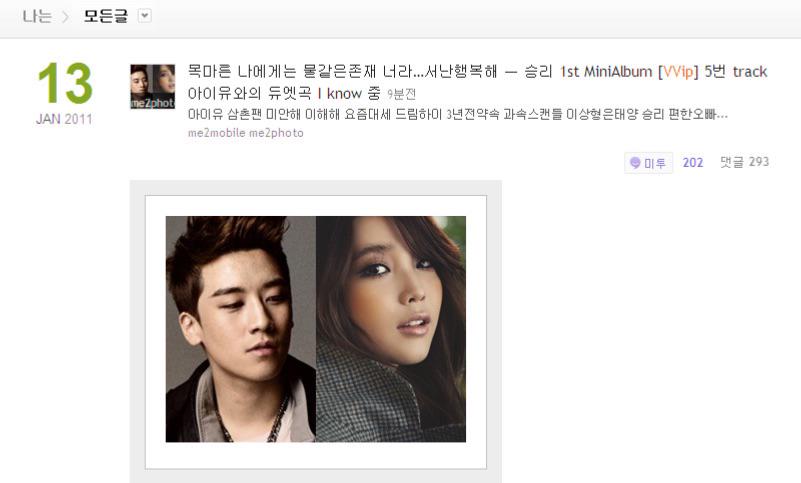 나는 > 모든글
13
JAN 2011
목마른 나에게는 물같은존재 너라...서난행복해 — 승리 1st MiniAlbum [VVip] 5번 track
아이유와의 듀엣곡 I know 중 9분전
아이유 삼촌팬 미안해 이해해 요즘대세 드림하이 3년전약속 과속스캔들 이상형은태양 승리 편한오빠...
me2mobile me2photo
me2phot
미투 202 댓글 293